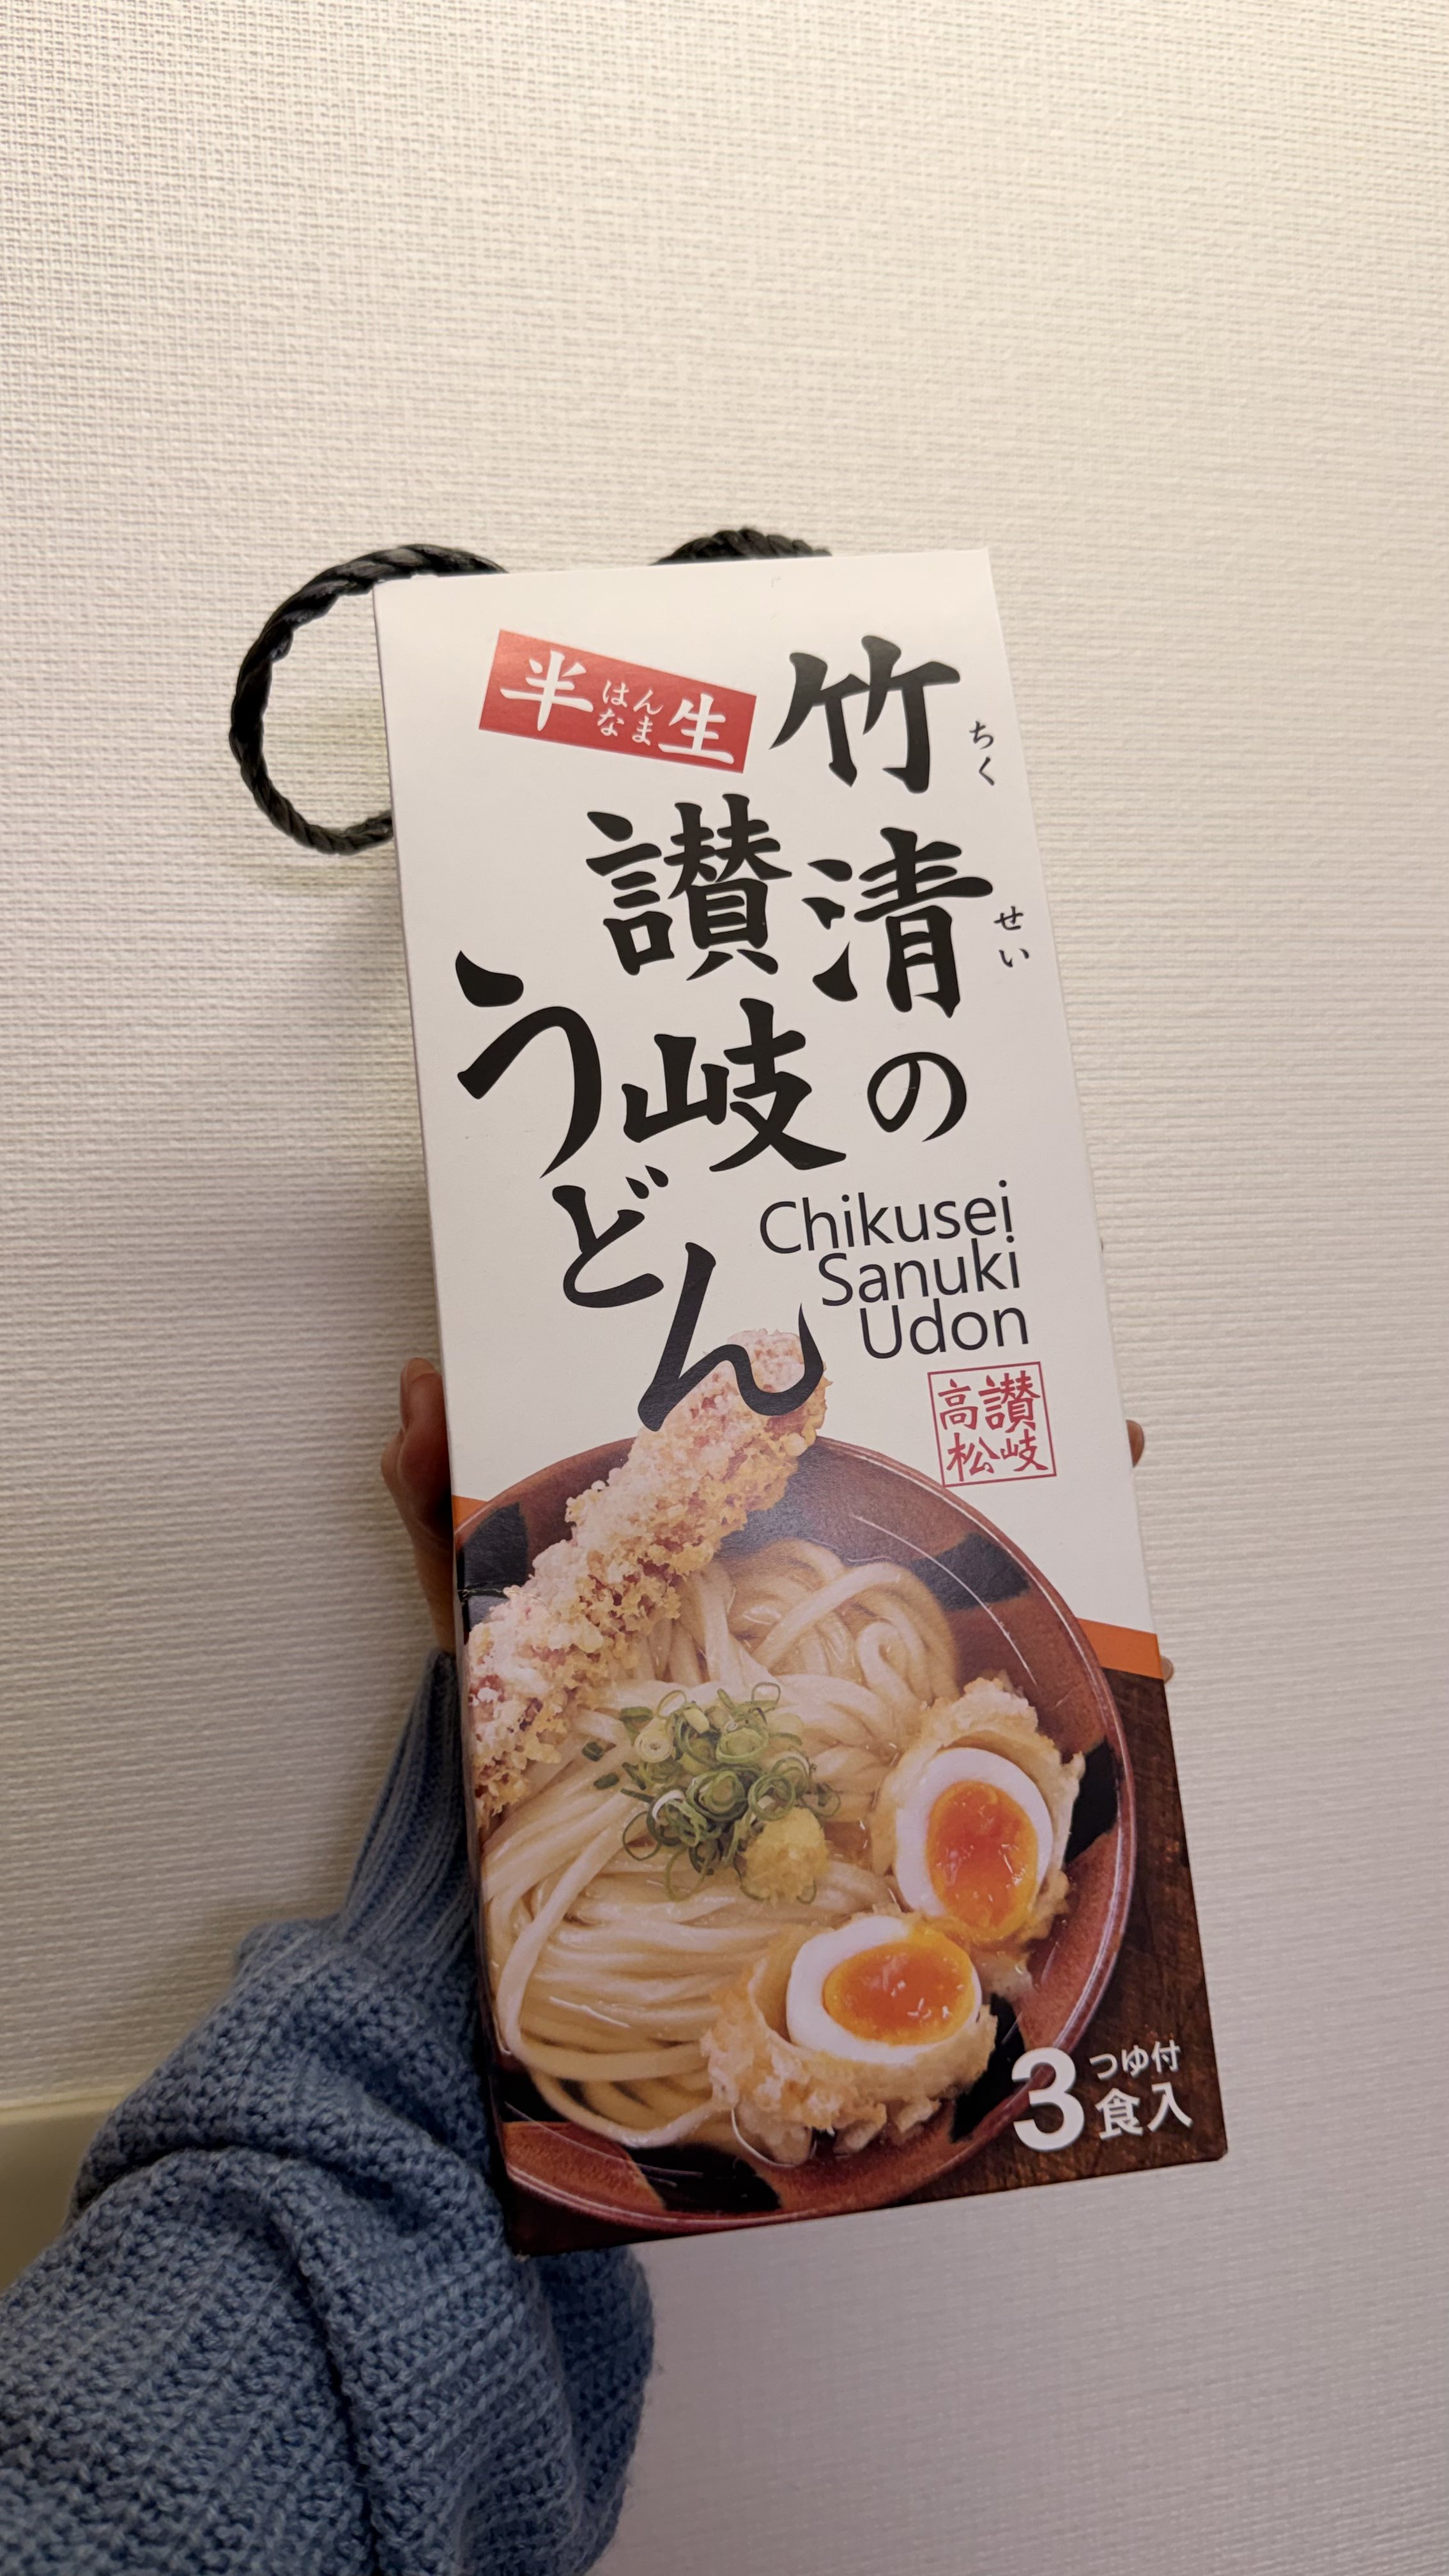 半生
はんなま
竹清の
ちくせい
讃岐
うどん
Chikusei
Sanuki
Udon
讃岐
高松
3食入
つゆ付